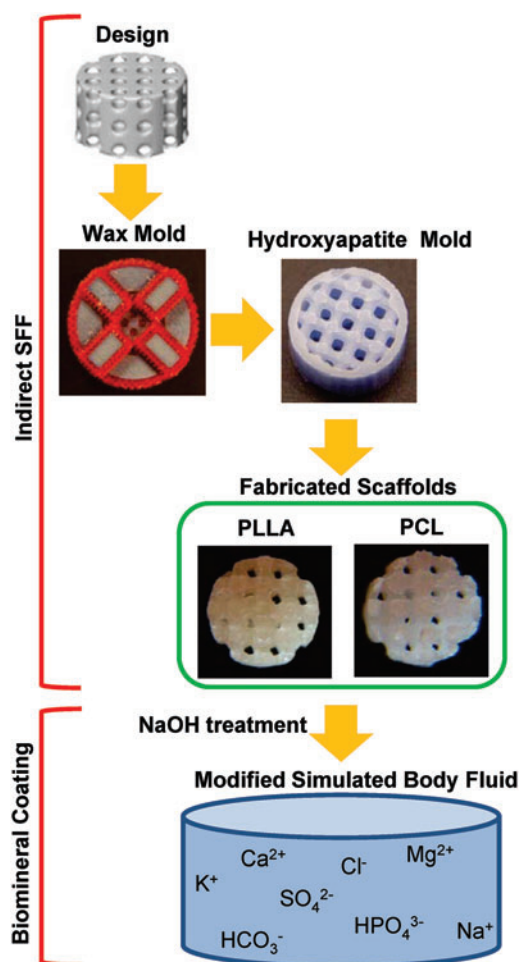 Design
Wax Mold
Hydroxyapatite Mold
Indirect SFF
Fabricated Scaffolds
PLLA PCL
NaOH treatment
Modified Simulated Body Fluid
Biomineral Coating
Ca²⁺ Cl⁻ Mg²⁺
K⁺ SO₄²⁻
HCO₃⁻ HPO₄³⁻ Na⁺